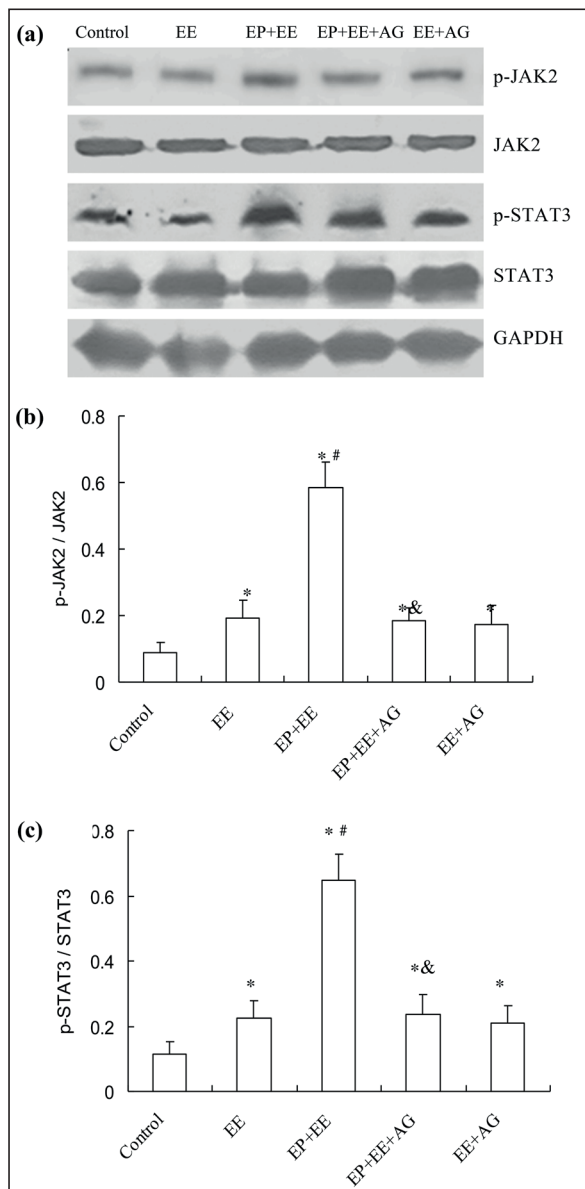 (a)
Control EE EP+EE EP+EE+AG EE+AG
p-JAK2
JAK2
p-STAT3
STAT3
GAPDH
(b)
p-JAK2 / JAK2
0.8
0.6
0.4
0.2
0
*
* #
*&
*
Control EE EP+EE EP+EE+AG EE+AG
(c)
p-STAT3 / STAT3
0.8
0.6
0.4
0.2
0
*
* #
*&
*
Control EE EP+EE EP+EE+AG EE+AG